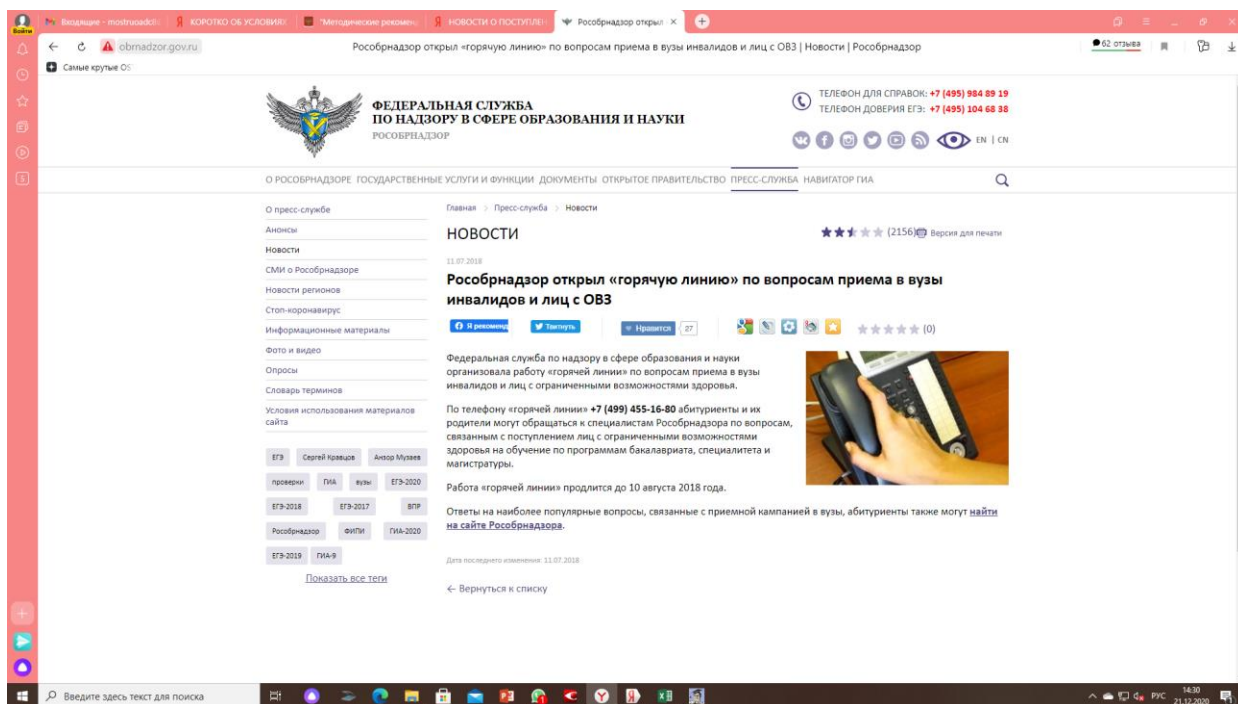 Войти
Входящие - mostruoadcli
Я КОРОТКО ОБ УСЛОВИЯХ
"Методические рекоменд
Я НОВОСТИ О ПОСТУПЛЕН
Рособрнадзор открыл
obrnadzor.gov.ru
Рособрнадзор открыл «горячую линию» по вопросам приема в вузы инвалидов и лиц с ОВЗ | Новости | Рособрнадзор
62 отзыва
Самые крутые OS
ФЕДЕРАЛЬНАЯ СЛУЖБА
ПО НАДЗОРУ В СФЕРЕ ОБРАЗОВАНИЯ И НАУКИ
РОСОБРНАДЗОР
ТЕЛЕФОН ДЛЯ СПРАВОК: +7 (495) 984 89 19
ТЕЛЕФОН ДОВЕРИЯ ЕГЭ: +7 (495) 104 68 38
EN | CN
О РОСОБРНАДЗОРЕ ГОСУДАРСТВЕННЫЕ УСЛУГИ И ФУНКЦИИ ДОКУМЕНТЫ ОТКРЫТОЕ ПРАВИТЕЛЬСТВО ПРЕСС-СЛУЖБА НАВИГАТОР ГИА
О пресс-службе
Анонсы
Новости
СМИ о Рособрнадзоре
Новости регионов
Стоп-коронавирус
Информационные материалы
Фото и видео
Опросы
Словарь терминов
Условия использования материалов
сайта
ЕГЭ Сергей Кравцов Анзор Музаев
проверки ГИА вузы ЕГЭ-2020
ЕГЭ-2018 ЕГЭ-2017 ВПР
Рособрнадзор ФИПИ ГИА-2020
ЕГЭ-2019 ГИА-9
Показать все теги
Главная > Пресс-служба > Новости
НОВОСТИ
(2156) Версия для печати
11.07.2018
Рособрнадзор открыл «горячую линию» по вопросам приема в вузы
инвалидов и лиц с ОВЗ
Я рекоменд
Твитнуть
Нравится 27
(0)
Федеральная служба по надзору в сфере образования и науки
организовала работу «горячей линии» по вопросам приема в вузы
инвалидов и лиц с ограниченными возможностями здоровья.
По телефону «горячей линии» +7 (499) 455-16-80 абитуриенты и их
родители могут обращаться к специалистам Рособрнадзора по вопросам,
связанным с поступлением лиц с ограниченными возможностями
здоровья на обучение по программам бакалавриата, специалитета и
магистратуры.
Работа «горячей линии» продлится до 10 августа 2018 года.
Ответы на наиболее популярные вопросы, связанные с приемной кампанией в вузы, абитуриенты также могут найти
на сайте Рособрнадзора.
Дата последнего изменения: 11.07.2018
← Вернуться к списку
Введите здесь текст для поиска
РУС
14:30
21.12.2020